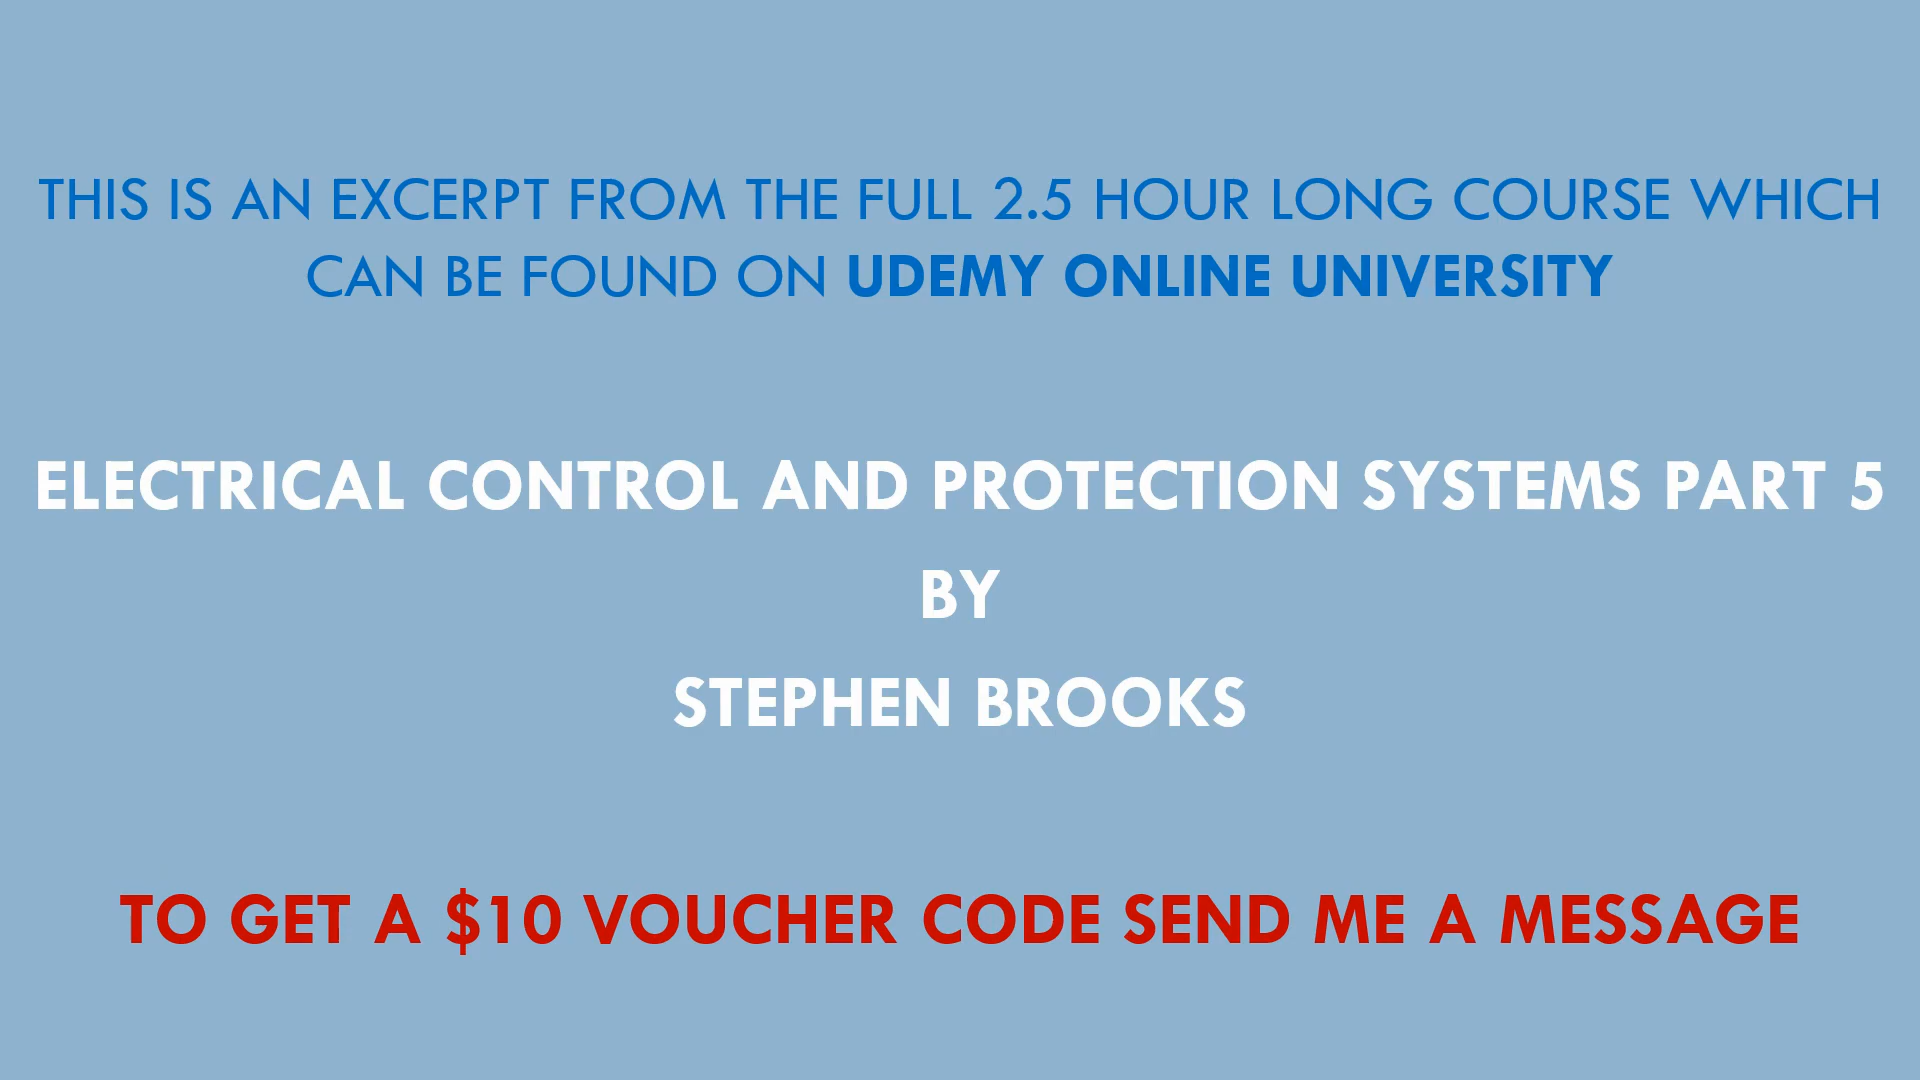 THIS IS AN EXCERPT FROM THE FULL 2.5 HOUR LONG COURSE WHICH
CAN BE FOUND ON UDEMY ONLINE UNIVERSITY
ELECTRICAL CONTROL AND PROTECTION SYSTEMS PART 5
BY
STEPHEN BROOKS
TO GET A $10 VOUCHER CODE SEND ME A MESSAGE